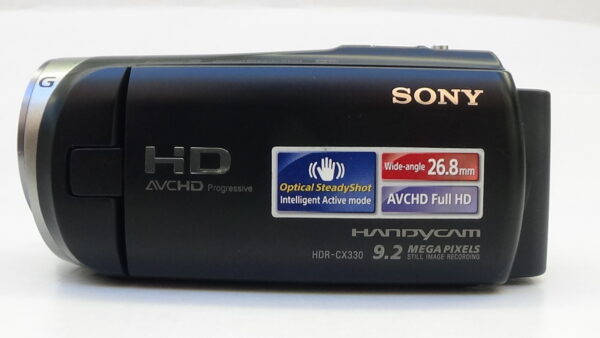 G
SONY
HD
AVCHD Progressive
Optical SteadyShot
Intelligent Active mode
Wide-angle 26.8mm
AVCHD Full HD
HANDYCAM
HDR-CX330
9.2 MEGA PIXELS
STILL IMAGE RECORDING